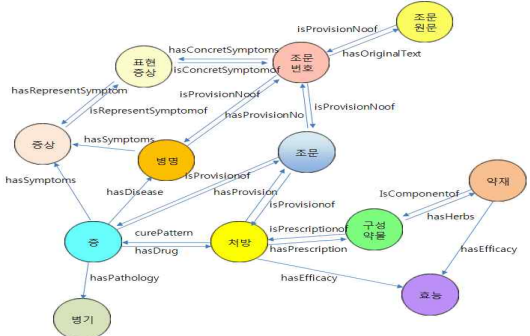 조문
원문
isProvisionNoof
hasConcretSymptoms
표현
증상
조문
번호
hasOriginalText
isConcretSymptomof
hasRepresentSymptom
isProvisionNoof
isProvisionNoof
isRepresentSymptomof
hasProvisionNo
hasSymptoms
증상
병명
조문
isProvisionof
약재
hasSymptoms
hasDisease
hasProvision
IsComponentof
isProvisionof
hasHerbs
구성
약물
isPrescriptionof
증
curePattern
처방
hasDrug
hasPrescription
hasEfficacy
hasPathology
hasEfficacy
효능
병기